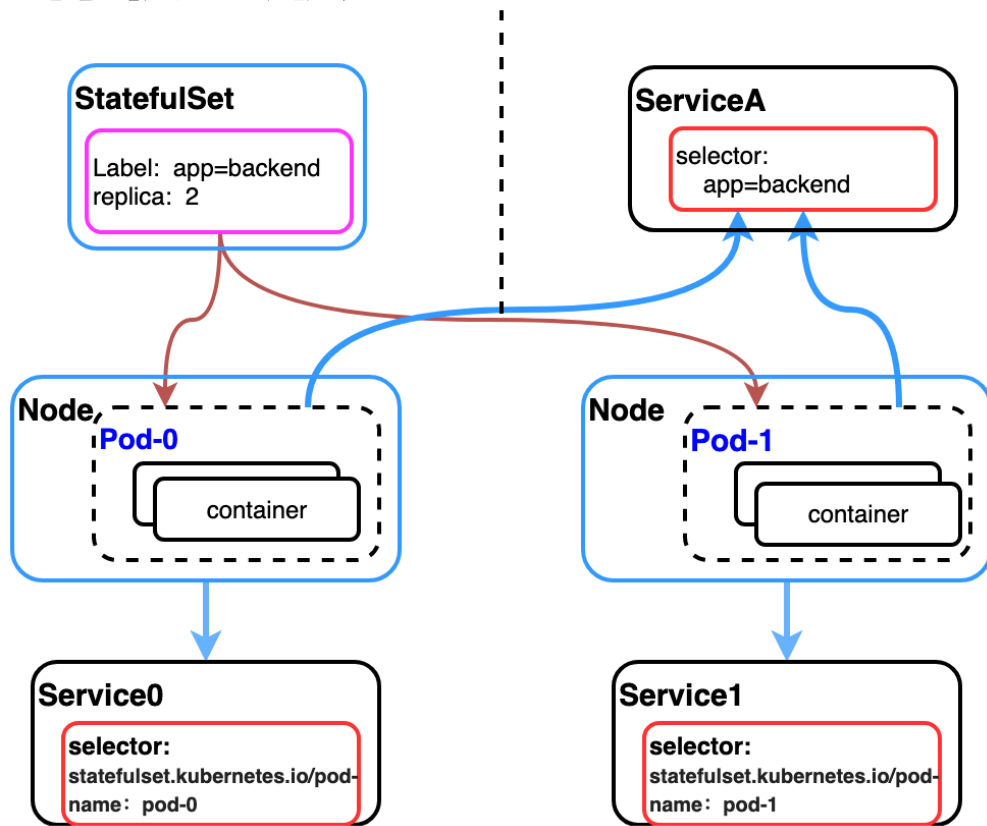 StatefulSet
Label: app=backend
replica: 2
ServiceA
selector:
app=backend
Node
Pod-0
container
Node
Pod-1
container
Service0
selector:
statefulset.kubernetes.io/pod-
name：pod-0
Service1
selector:
statefulset.kubernetes.io/pod-
name：pod-1